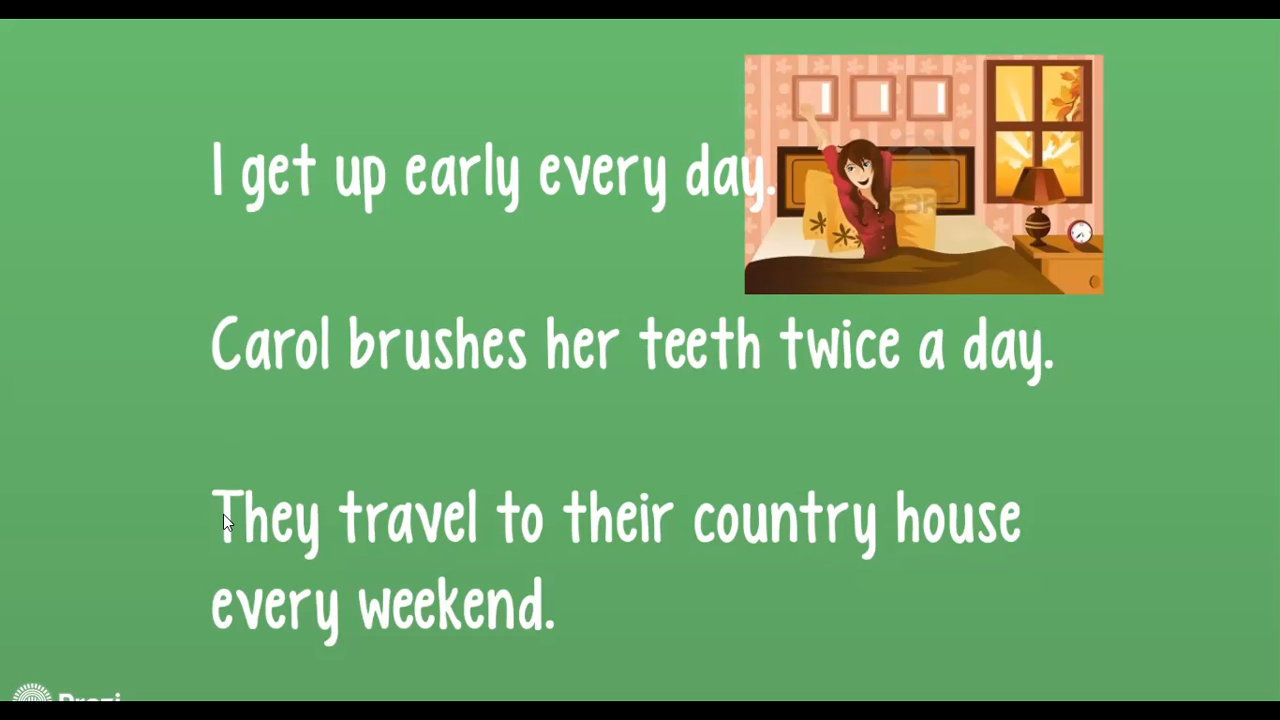 I get up early every day.
Carol brushes her teeth twice a day.
They travel to their country house
every weekend.
Prezi